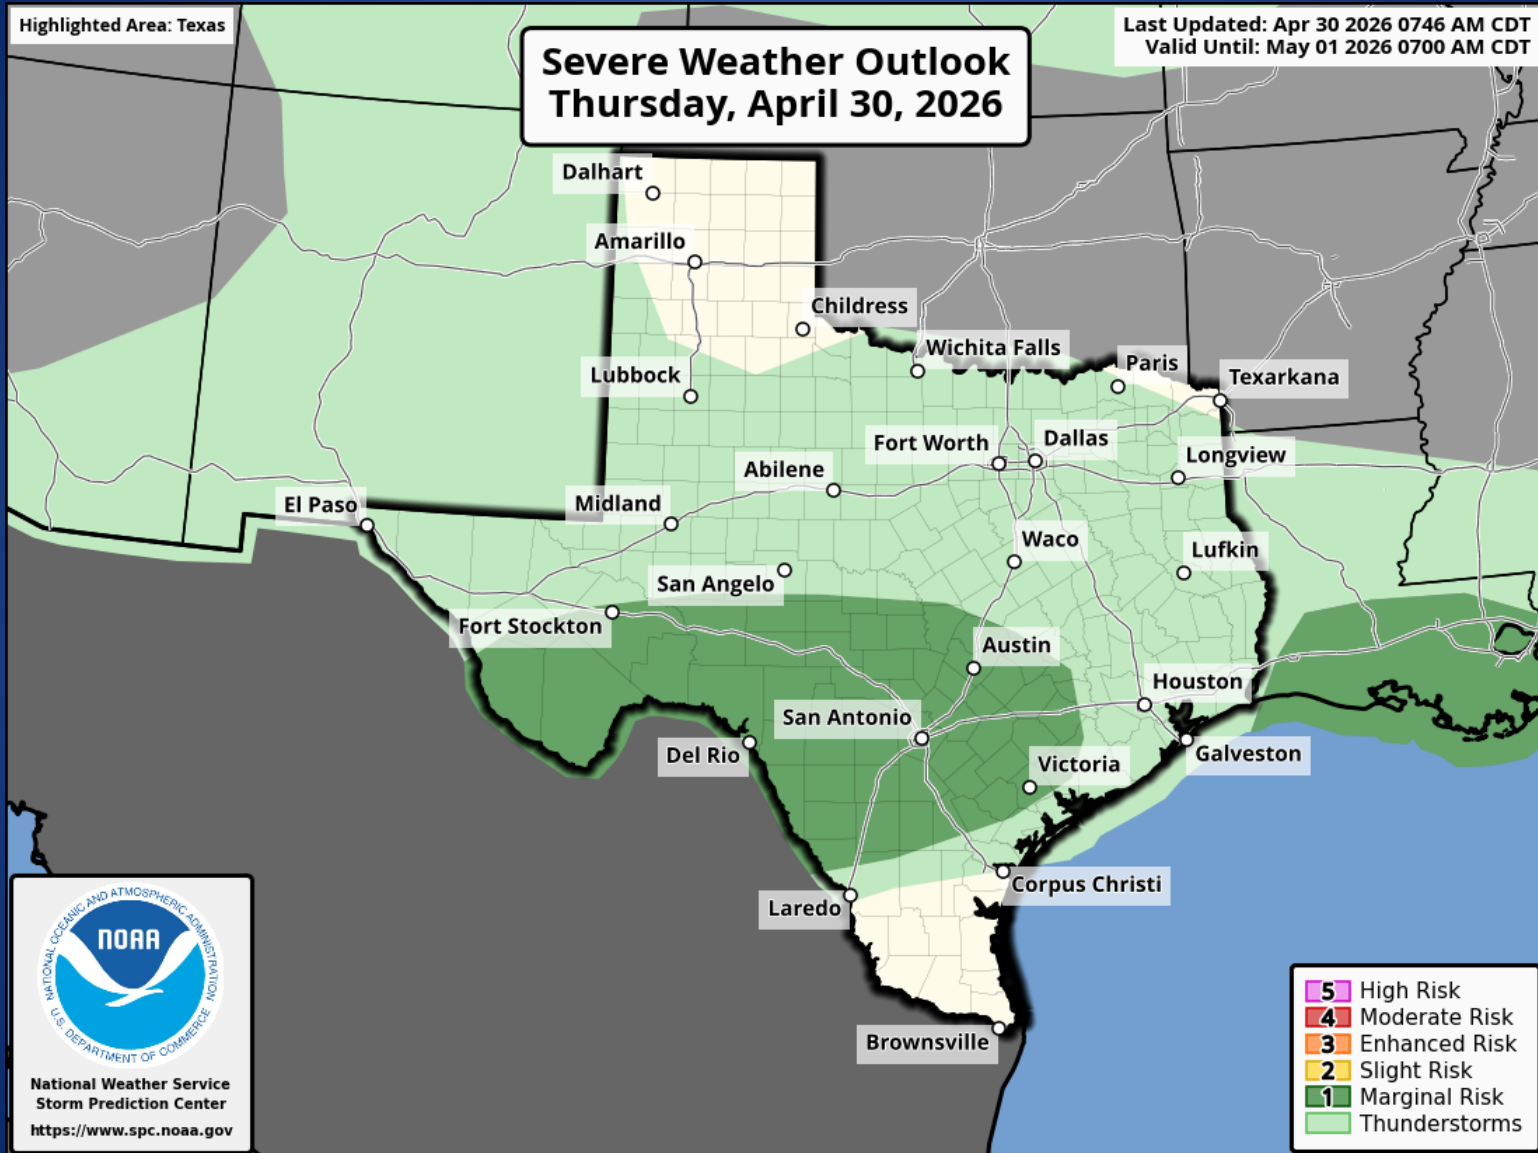 Highlighted Area: Texas
Severe Weather Outlook
Thursday, April 30, 2026
Last Updated: Apr 30 2026 0746 AM CDT
Valid Until: May 01 2026 0700 AM CDT
Dalhart
Amarillo
Childress
Wichita Falls
Paris
Texarkana
Lubbock
Fort Worth
Dallas
Longview
Abilene
El Paso
Midland
Waco
Lufkin
San Angelo
Fort Stockton
Austin
Houston
San Antonio
Del Rio
Victoria
Galveston
Corpus Christi
Laredo
Brownsville
NATIONAL OCEANIC AND ATMOSPHERIC ADMINISTRATION
NOAA
U.S. DEPARTMENT OF COMMERCE
National Weather Service
Storm Prediction Center
https://www.spc.noaa.gov
5 High Risk
4 Moderate Risk
3 Enhanced Risk
2 Slight Risk
1 Marginal Risk
Thunderstorms